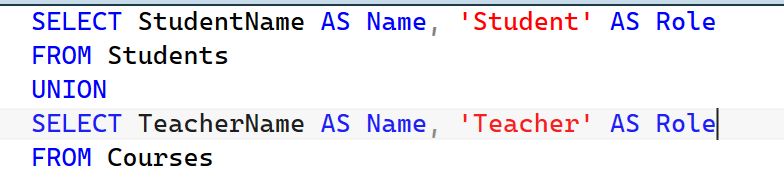 SELECT StudentName AS Name, 'Student' AS Role
FROM Students
UNION
SELECT TeacherName AS Name, 'Teacher' AS Role
FROM Courses